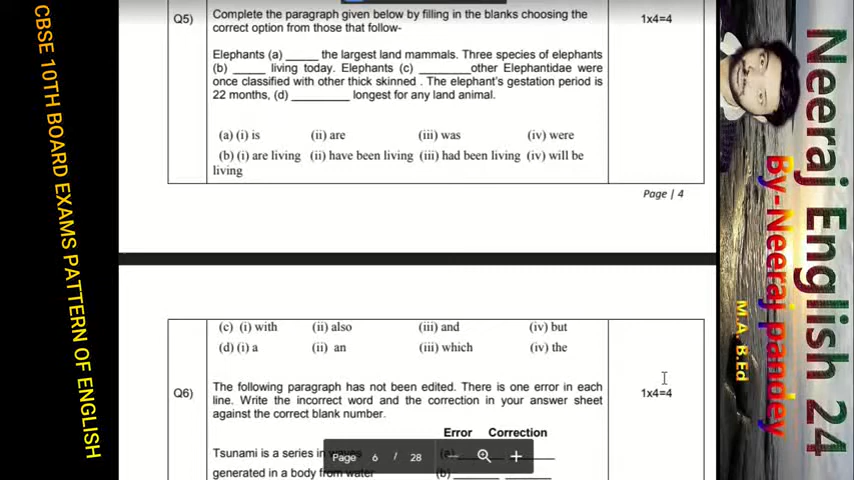 CBSE 10TH BOARD EXAMS PATTERN OF ENGLISH
Q5) Complete the paragraph given below by filling in the blanks choosing the 1x4=4
correct option from those that follow-
Elephants (a) _____ the largest land mammals. Three species of elephants
(b) _____ living today. Elephants (c) ________other Elephantidae were
once classified with other thick skinned . The elephant's gestation period is
22 months, (d) _________ longest for any land animal.
(a) (i) is (ii) are (iii) was (iv) were
(b) (i) are living (ii) have been living (iii) had been living (iv) will be
living
Page | 4
(c) (i) with (ii) also (iii) and (iv) but
(d) (i) a (ii) an (iii) which (iv) the
Q6) The following paragraph has not been edited. There is one error in each 1x4=4
line. Write the incorrect word and the correction in your answer sheet
against the correct blank number.
Error Correction
Tsunami is a series in waves (a)
generated in a body from water (b) _______ _______
Page 6 / 28
Neeraj English 24
By-Neeraj pandey
M.A. B.Ed